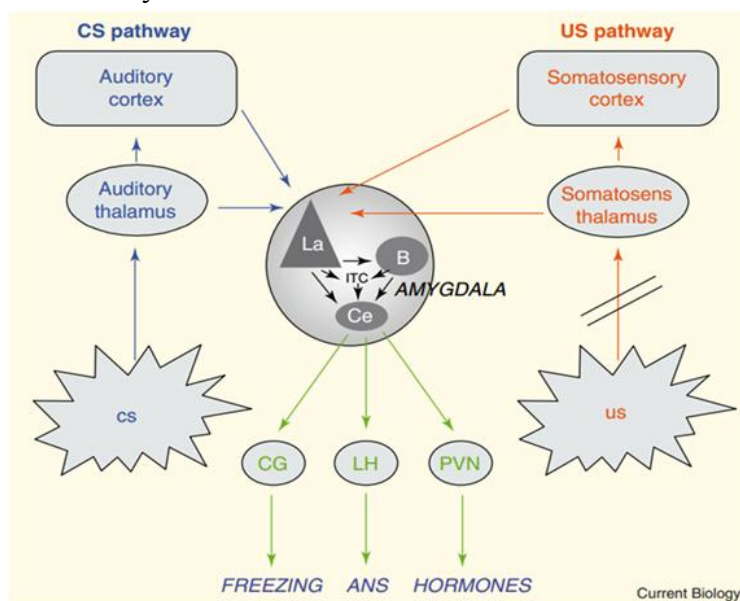 CS pathway
US pathway
Auditory
cortex
Somatosensory
cortex
Auditory
thalamus
Somatosens
thalamus
La
B
ITC
AMYGDALA
Ce
cs
us
CG
LH
PVN
FREEZING
ANS
HORMONES
Current Biology